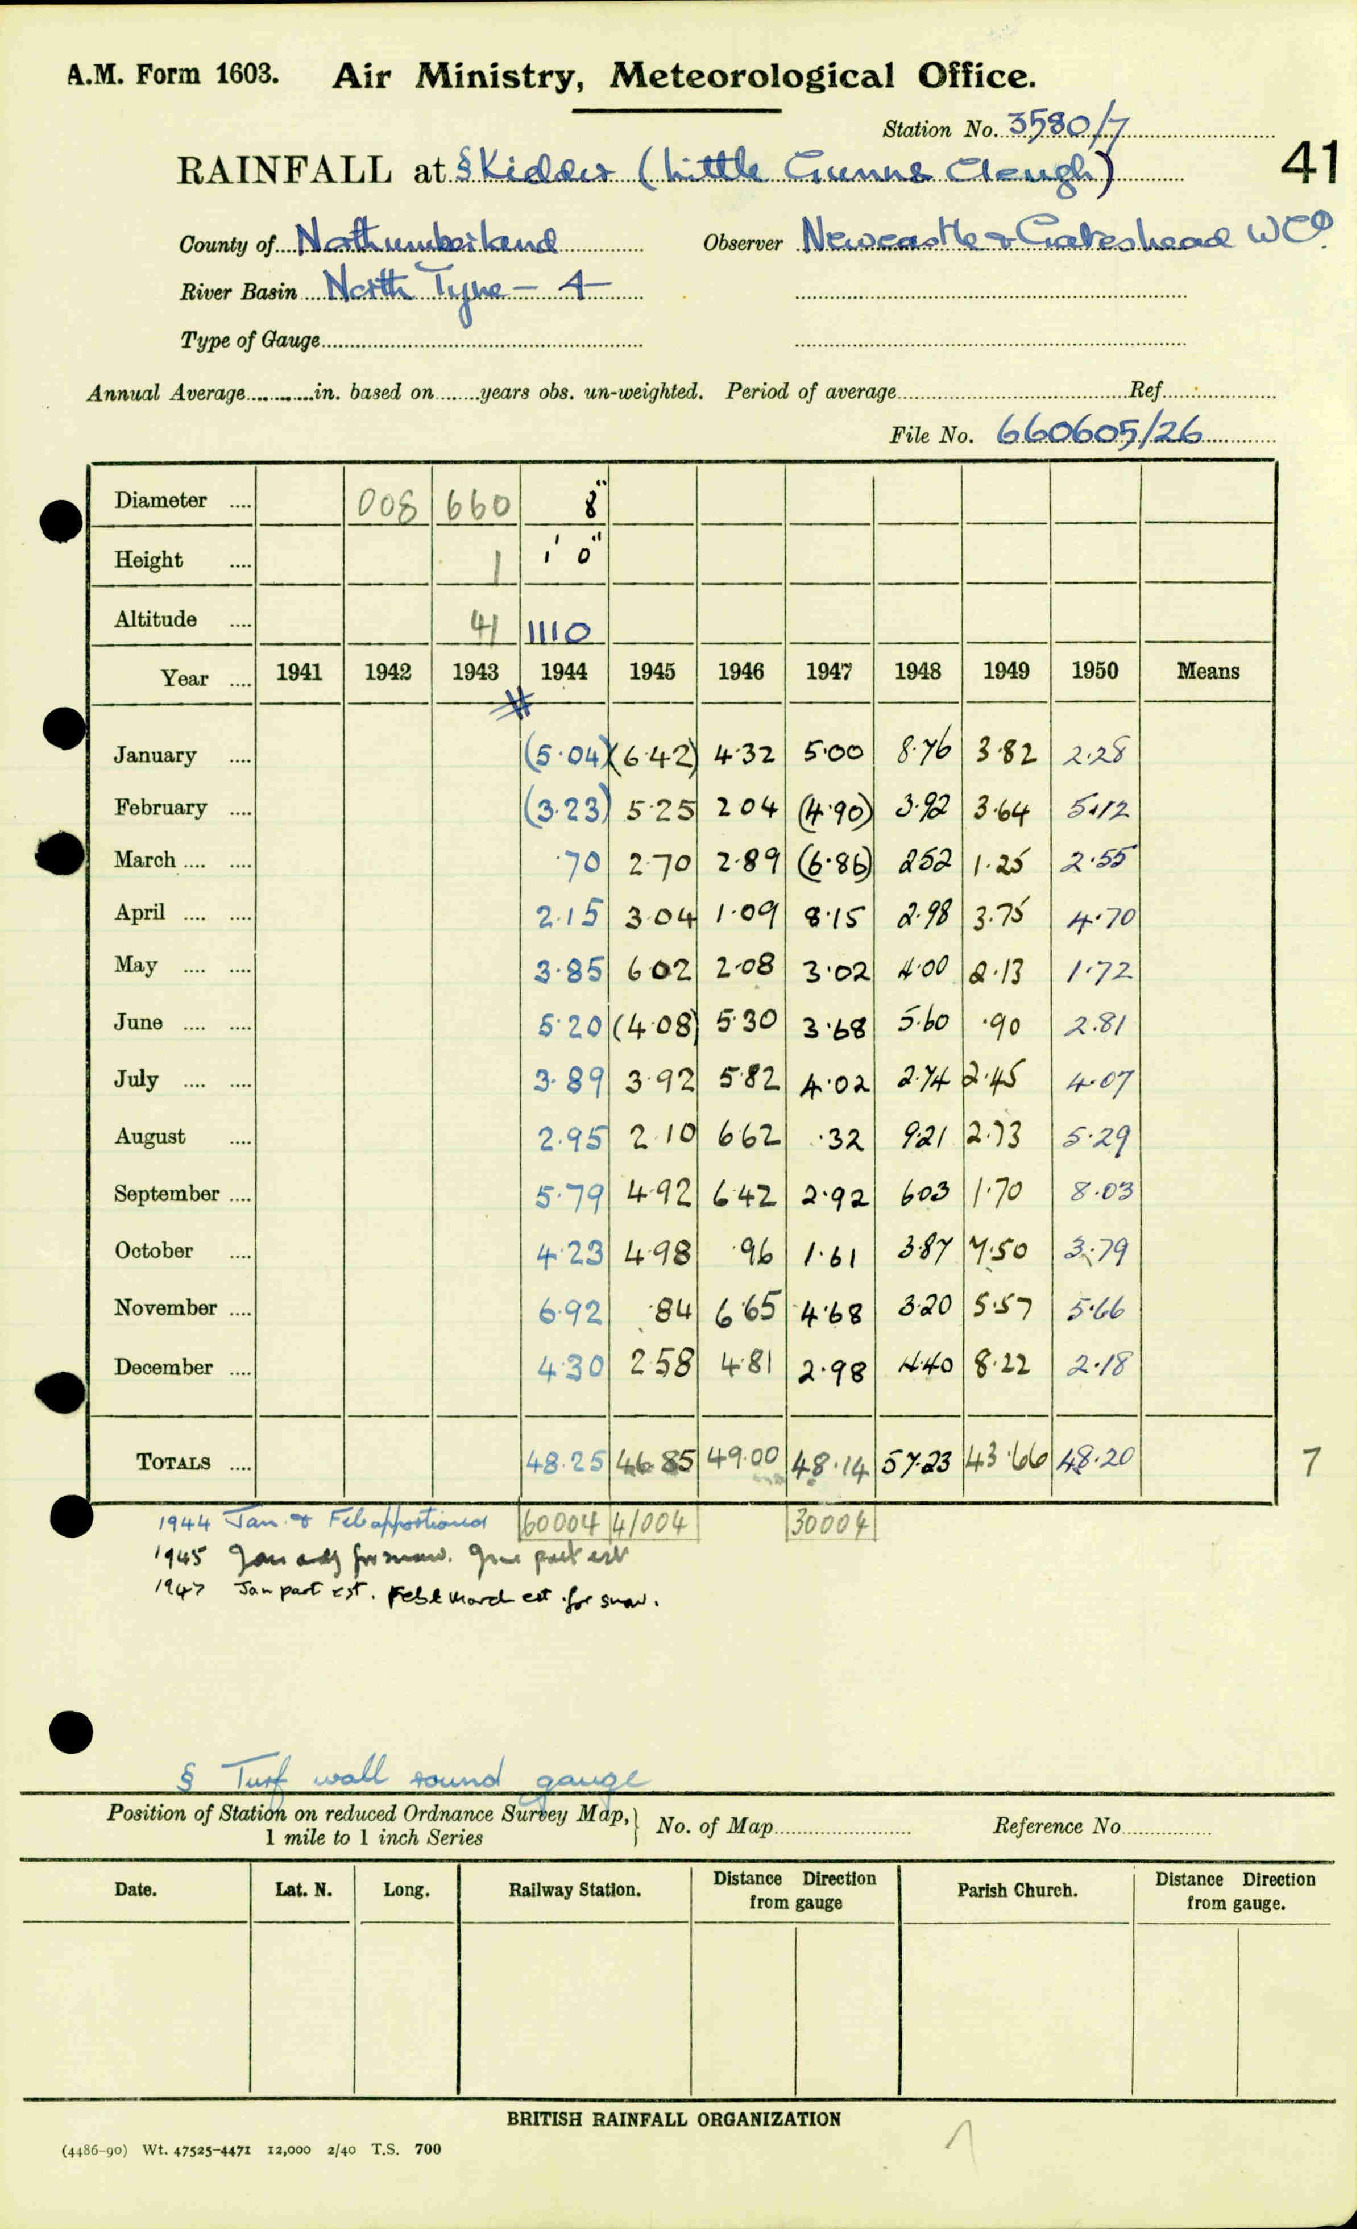 A.M. Form 1603. Air Ministry, Meteorological Office.
Station No. 3580/7
RAINFALL at § Kielder (Little Gunns Cleugh) 41
County of Northumberland Observer Newcastle & Gateshead W Co.
River Basin North Tyne - 4
Type of Gauge
Annual Average in. based on years obs. un-weighted. Period of average Ref.
File No. 660605/26
Diameter 008 660 8"
Height 1 1' 0"
Altitude 41 1110
Year 1941 1942 1943 1944 1945 1946 1947 1948 1949 1950 Means
January (5.04) (6.42) 4.32 5.00 8.76 3.82 2.28
February (3.23) 5.25 2.04 (4.90) 3.92 3.64 5.12
March .70 2.70 2.89 (6.86) 2.52 1.25 2.55
April 2.15 3.04 1.09 8.15 2.98 3.75 4.70
May 3.85 6.02 2.08 3.02 4.00 2.13 1.72
June 5.20 (4.08) 5.30 3.68 5.60 .90 2.81
July 3.89 3.92 5.82 4.02 2.74 2.45 4.07
August 2.95 2.10 6.62 .32 9.21 2.73 5.29
September 5.79 4.92 6.42 2.92 6.03 1.70 8.03
October 4.23 4.98 .96 1.61 3.87 7.50 3.79
November 6.92 .84 6.65 4.68 3.20 5.57 5.66
December 4.30 2.58 4.81 2.98 4.40 8.22 2.18
TOTALS 48.25 46.85 49.00 48.14 57.23 43.66 48.20 7
1944 Jan. & Feb apportioned 60004 41004 30004
1945 Jan adj for snow. June part est
1947 Jan part est. Feb & March est for snow.
§ Turf wall round gauge
Position of Station on reduced Ordnance Survey Map, 1 mile to 1 inch Series No. of Map Reference No.
Date. Lat. N. Long. Railway Station. Distance Direction from gauge Parish Church. Distance Direction from gauge.
BRITISH RAINFALL ORGANIZATION
(4486-90) Wt. 47525-4471 12,000 2/40 T.S. 700